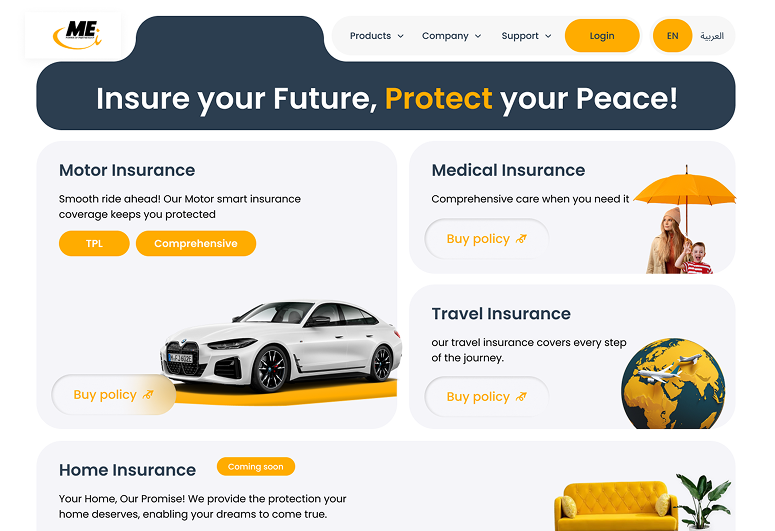 ME
Products
Company
Support
Login
EN
العربية
Insure your Future, Protect your Peace!
Motor Insurance
Smooth ride ahead! Our Motor smart insurance
coverage keeps you protected
TPL
Comprehensive
Buy policy
Medical Insurance
Comprehensive care when you need it
Buy policy
Travel Insurance
our travel insurance covers every step
of the journey.
Buy policy
Home Insurance
Coming soon
Your Home, Our Promise! We provide the protection your
home deserves, enabling your dreams to come true.